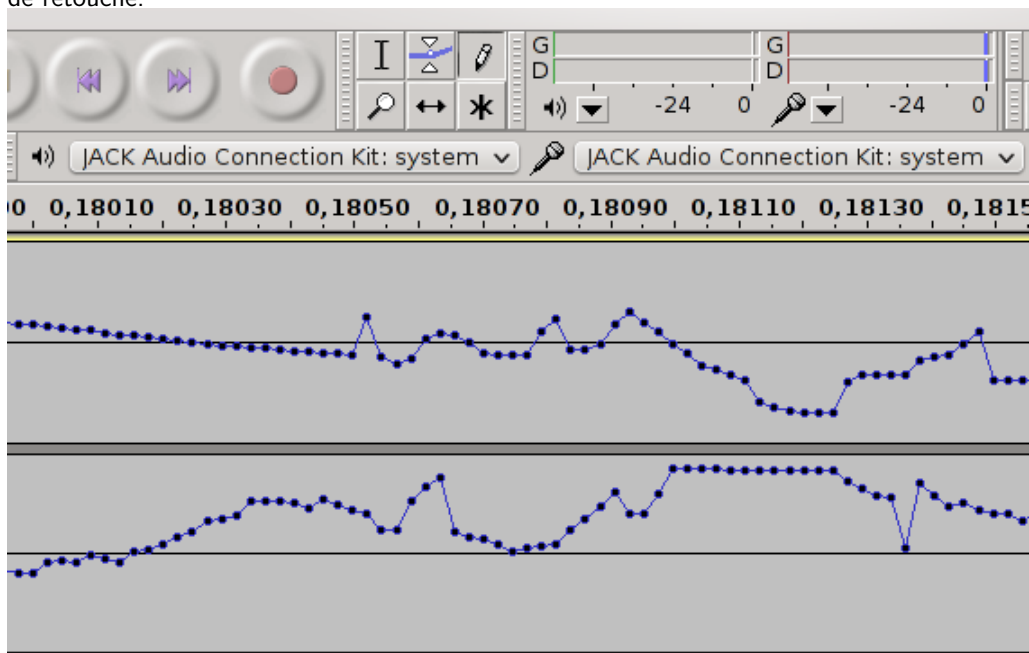 de retouche.
G G
D D
-24 0 -24 0
JACK Audio Connection Kit: system JACK Audio Connection Kit: system
0,18010 0,18030 0,18050 0,18070 0,18090 0,18110 0,18130